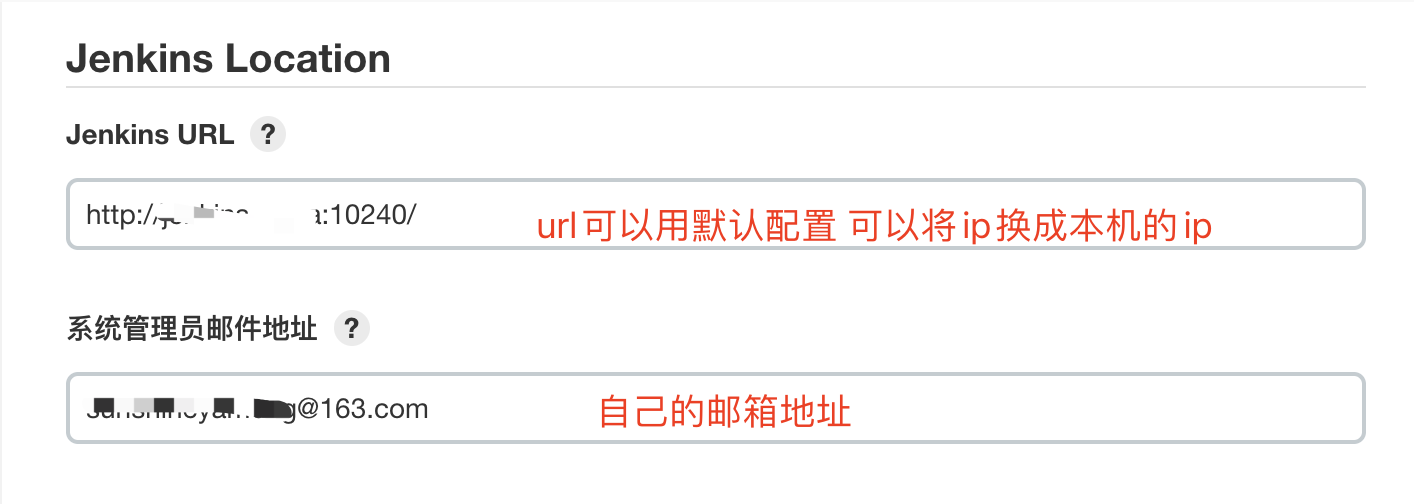 Jenkins Location
Jenkins URL ?
http:// :10240/ url可以用默认配置 可以将ip换成本机的ip
系统管理员邮件地址 ?
@163.com 自己的邮箱地址